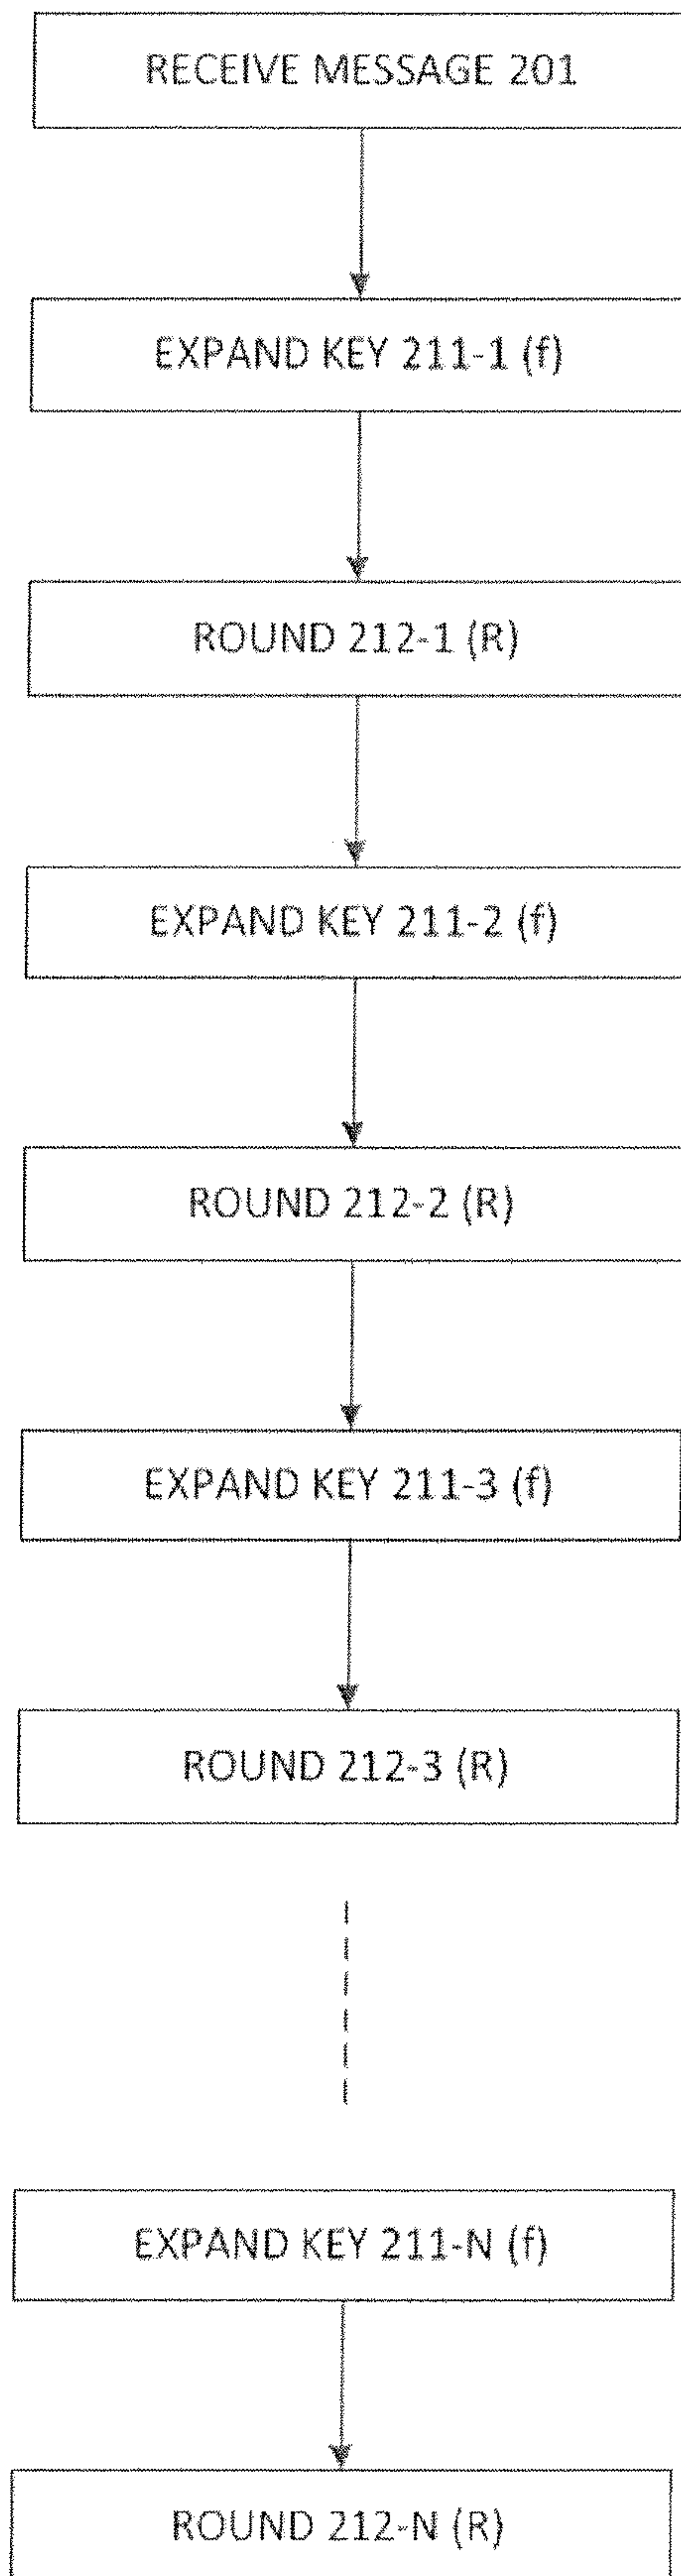 RECEIVE MESSAGE 201
EXPAND KEY 211-1 (f)
ROUND 212-1 (R)
EXPAND KEY 211-2 (f)
ROUND 212-2 (R)
EXPAND KEY 211-3 (f)
ROUND 212-3 (R)
EXPAND KEY 211-N (f)
ROUND 212-N (R)